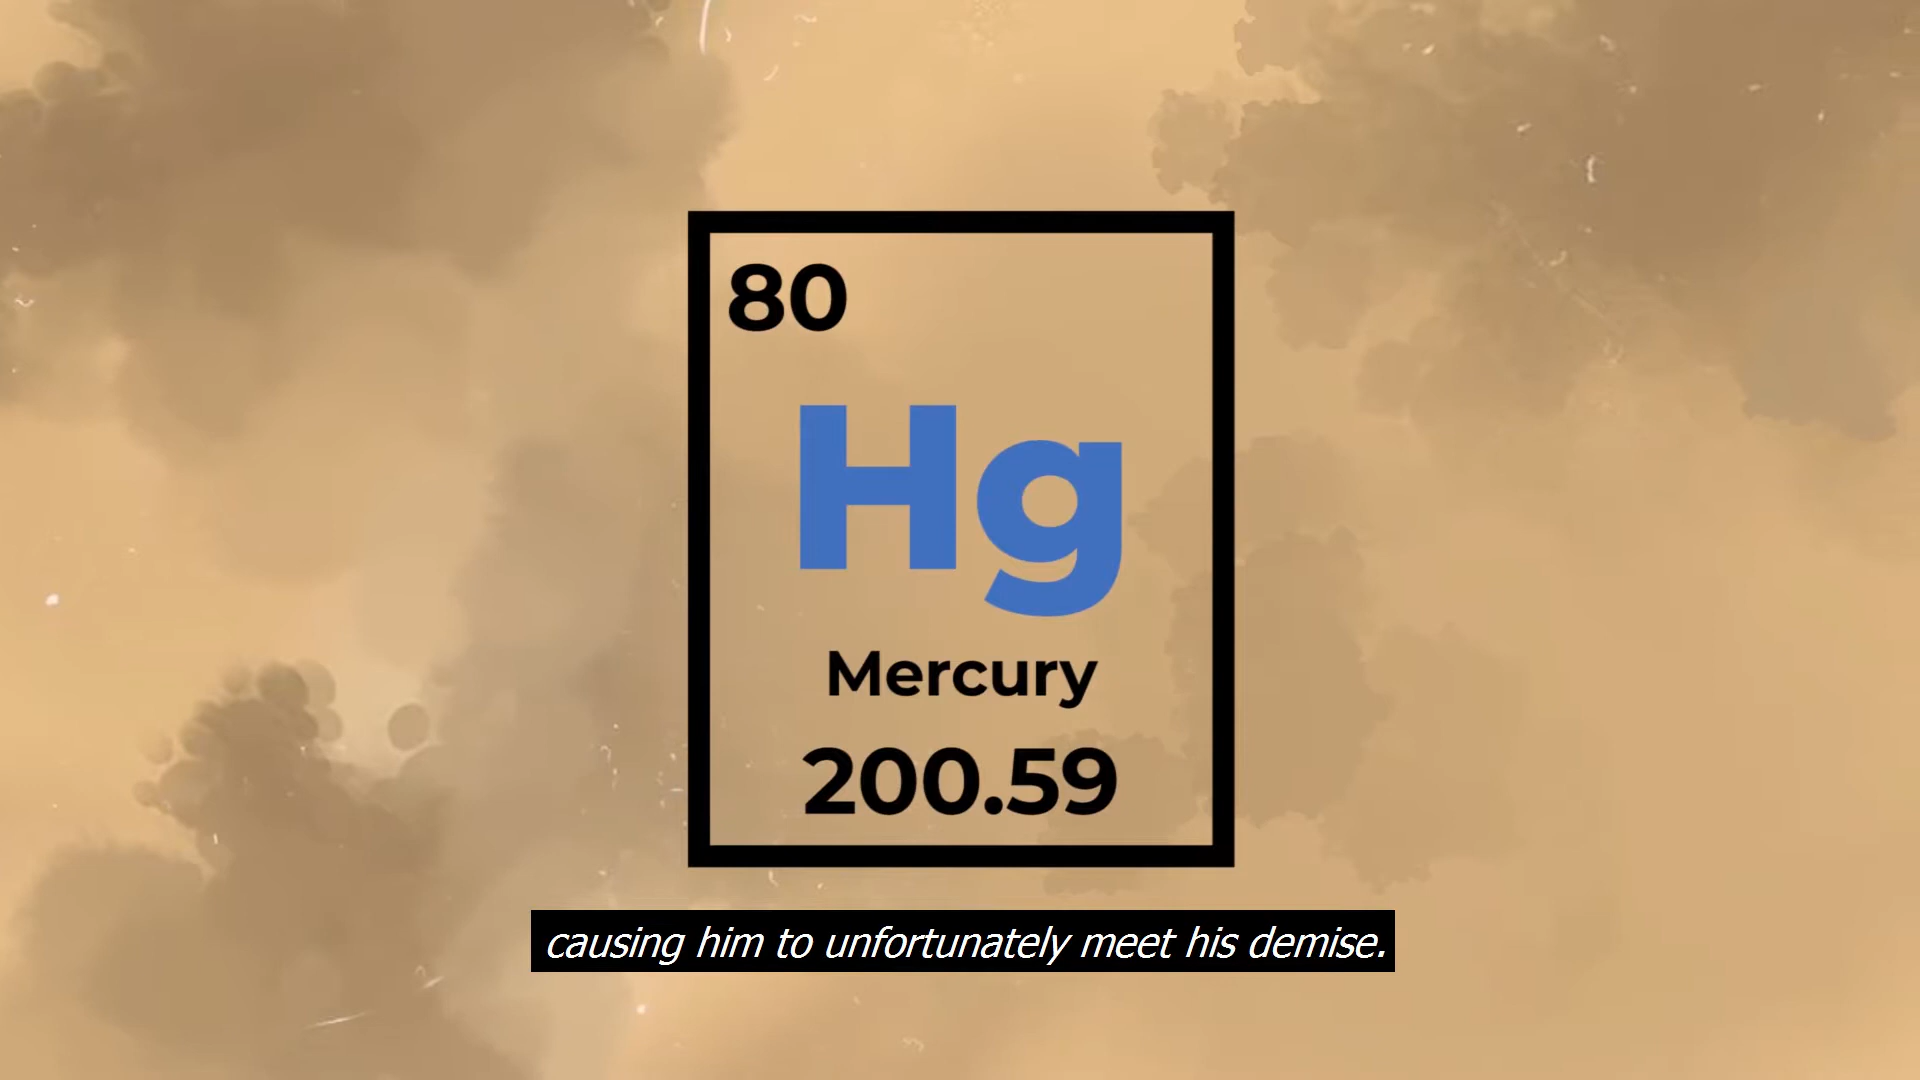 80
Hg
Mercury
200.59
causing him to unfortunately meet his demise.